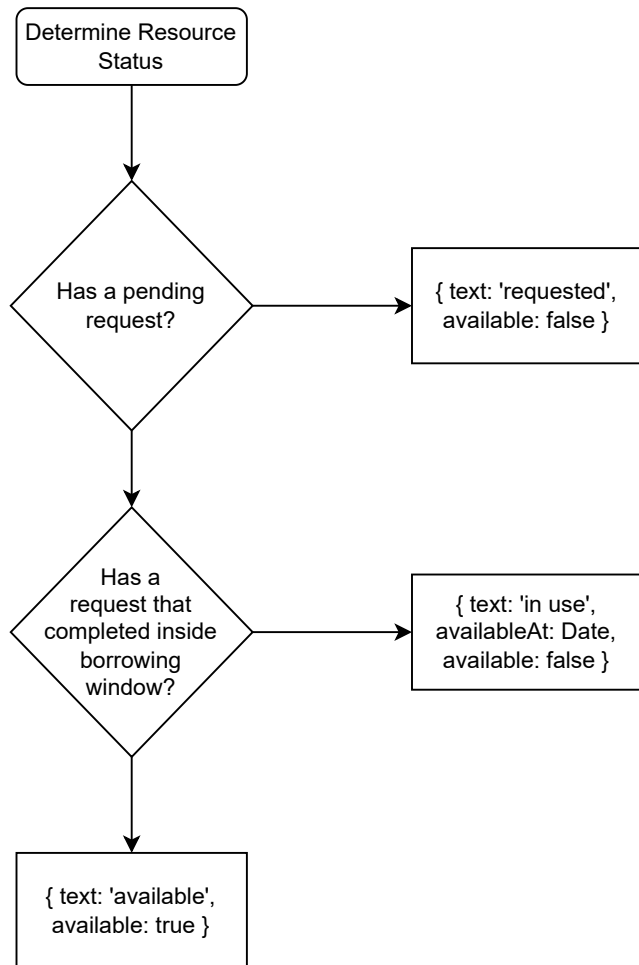 Determine Resource
Status
Has a pending
request?
{ text: 'requested',
available: false }
Has a
request that
completed inside
borrowing
window?
{ text: 'in use',
availableAt: Date,
available: false }
{ text: 'available',
available: true }